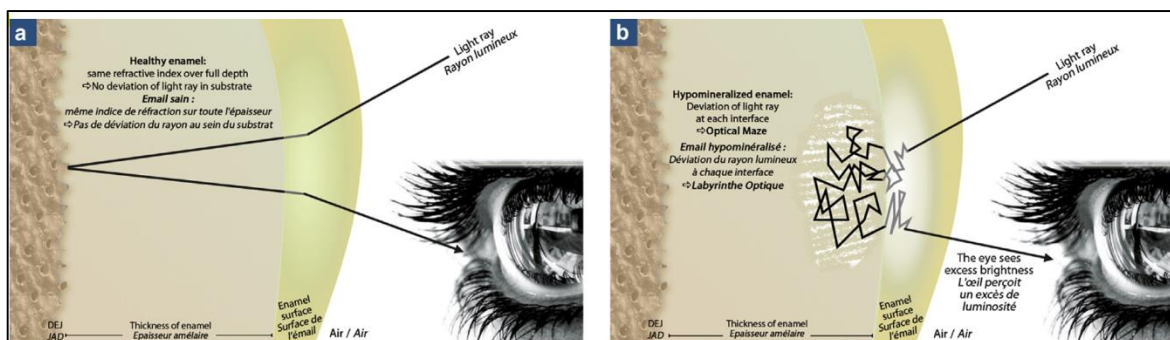 a
Healthy enamel:
same refractive index over full depth
⇨No deviation of light ray in substrate
Email sain :
même indice de réfraction sur toute l'épaisseur
⇨Pas de déviation du rayon au sein du substrat
Light ray
Rayon lumineux
DEJ
JAD
Thickness of enamel
Epaisseur amélaire
Enamel
surface
Surface de
l'émail
Air / Air
b
Hypomineralized enamel:
Deviation of light ray
at each interface
⇨Optical Maze
Email hypominéralisé :
Déviation du rayon lumineux
à chaque interface
⇨Labyrinthe Optique
Light ray
Rayon lumineux
The eye sees
excess brightness
L'œil perçoit
un excès de
luminosité
DEJ
JAD
Thickness of enamel
Epaisseur amélaire
Enamel
surface
Surface de
l'émail
Air / Air